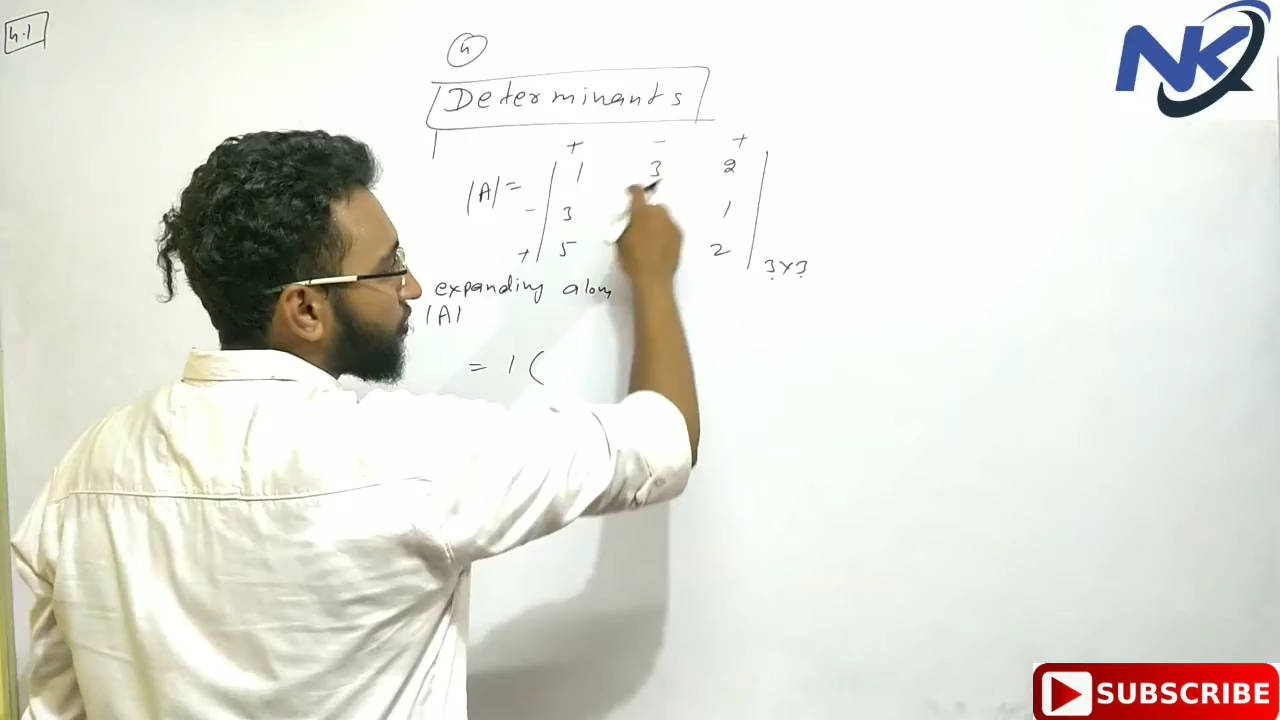 4.1
NK
4
Determinants
+ - +
|A| = | 1 3 2 |
- 3 1
+ 5 2
3x3
expanding along
|A|
= 1 (
SUBSCRIBE